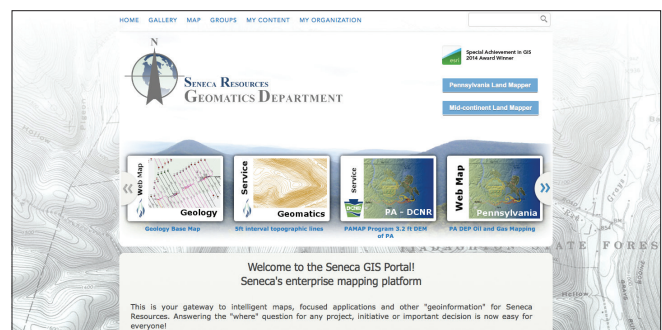 HOME GALLERY MAP GROUPS MY CONTENT MY ORGANIZATION
N
esri
Special Achievement in GIS
2014 Award Winner
SENECA RESOURCES
GEOMATICS DEPARTMENT
Pennsylvania Land Mapper
Mid-continent Land Mapper
Web Map
Geology
Geology Base Map
Service
Geomatics
5ft interval topographic lines
Service
PA - DCNR
PAMAP Program 3.2 ft DEM
of PA
Web Map
Pennsylvania
PA DEP Oil and Gas Mapping
Hollow
Pigeon
ATE FORES
Hollow
Welcome to the Seneca GIS Portal!
Seneca's enterprise mapping platform
This is your gateway to intelligent maps, focused applications and other "geoinformation" for Seneca
Resources. Answering the "where" question for any project, initiative or important decision is now easy for
everyone!